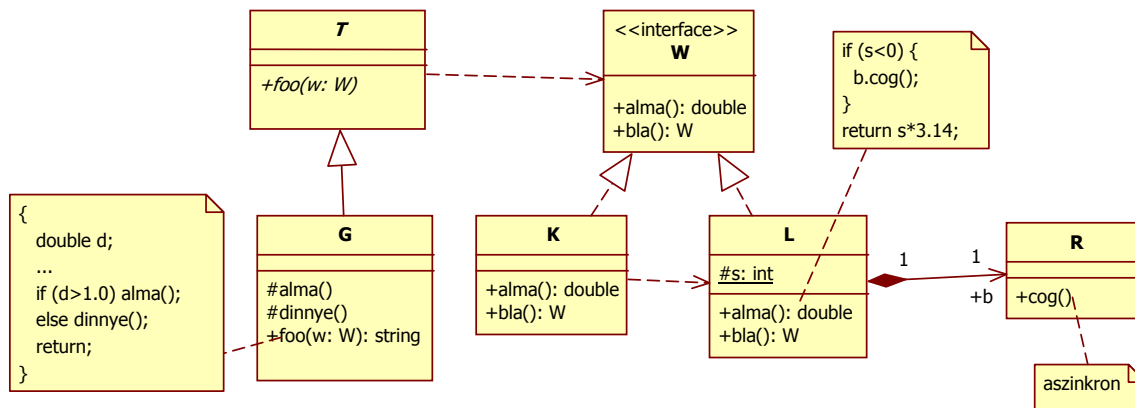 T
+foo(w: W)
<<interface>>
W
+alma(): double
+bla(): W
if (s<0) {
b.cog();
}
return s*3.14;
{
double d;
...
if (d>1.0) alma();
else dinnye();
return;
}
G
#alma()
#dinnye()
+foo(w: W): string
K
+alma(): double
+bla(): W
L
#s: int
+alma(): double
+bla(): W
1
1
+b
R
+cog()
aszinkron